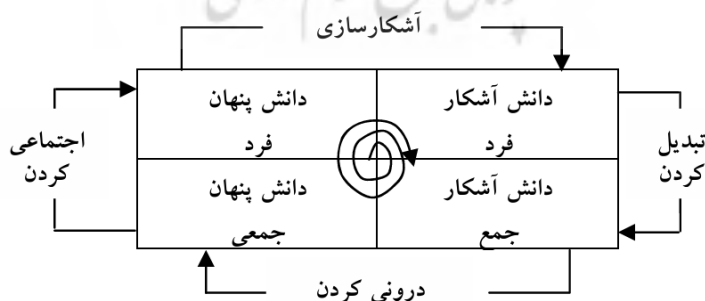 آشکارسازی
دانش آشکار
فرد
دانش پنهان
فرد
تبدیل
کردن
اجتماعی
کردن
دانش آشکار
جمع
دانش پنهان
جمعی
درونی کردن